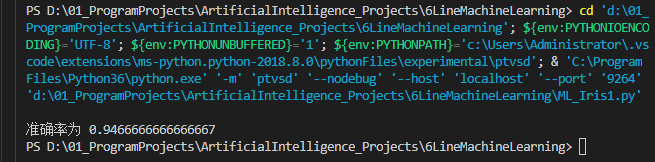 PS D:\01_ProgramProjects\ArtificialIntelligence_Projects\6LineMachineLearning> cd 'd:\01_
ProgramProjects\ArtificialIntelligence_Projects\6LineMachineLearning'; ${env:PYTHONIOENCO
DING}='UTF-8'; ${env:PYTHONUNBUFFERED}='1'; ${env:PYTHONPATH}='c:\Users\Administrator\.vs
code\extensions\ms-python.python-2018.8.0\pythonFiles\experimental\ptvsd'; & 'C:\Program
Files\Python36\python.exe' '-m' 'ptvsd' '--nodebug' '--host' 'localhost' '--port' '9264'
'd:\01_ProgramProjects\ArtificialIntelligence_Projects\6LineMachineLearning\ML_Iris1.py'
准确率为 0.9466666666666667
PS D:\01_ProgramProjects\ArtificialIntelligence_Projects\6LineMachineLearning>